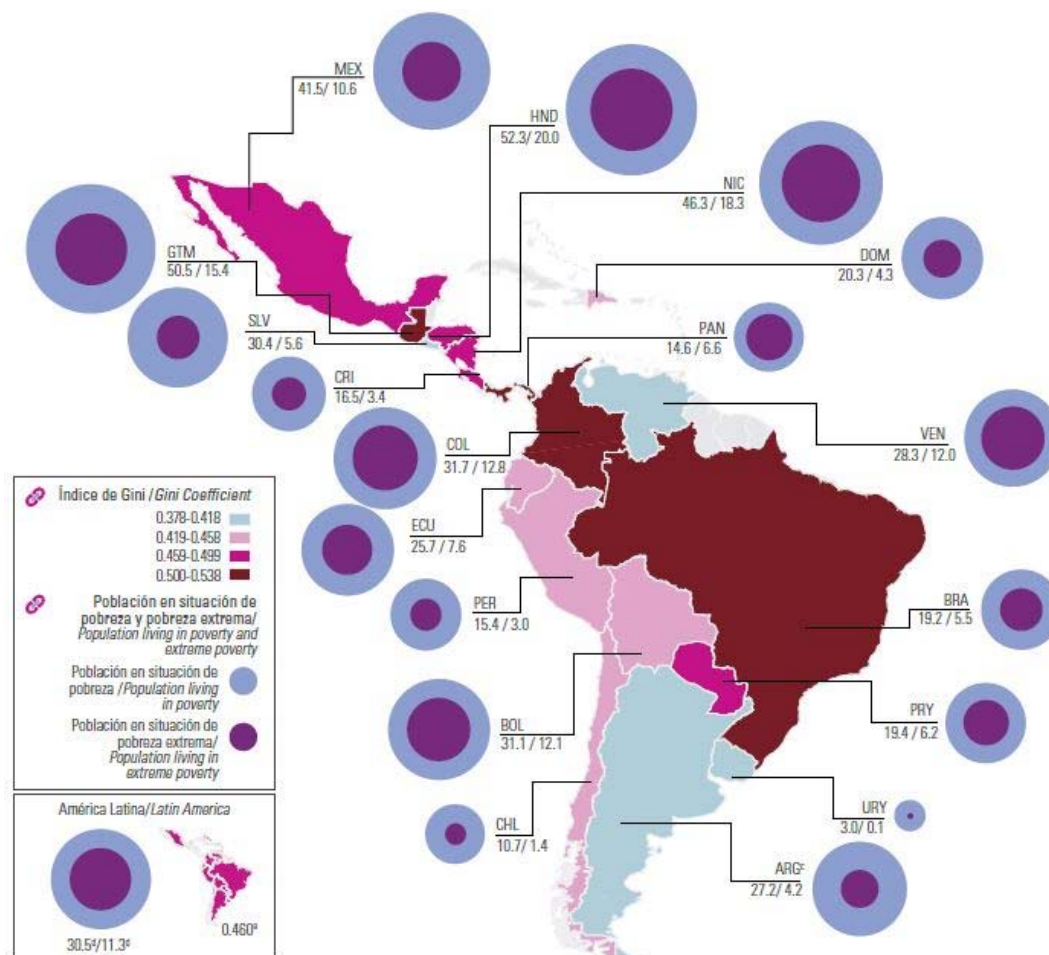 MEX
41.5/ 10.6
HND
52.3/ 20.0
NIC
46.3 / 18.3
GTM
50.5 / 15.4
DOM
20.3 / 4.3
SLV
30.4 / 5.6
PAN
14.6 / 6.6
CRI
16.5/ 3.4
COL
31.7 / 12.8
VEN
28.3 / 12.0
ECU
25.7 / 7.6
PER
15.4 / 3.0
BRA
19.2 / 5.5
BOL
31.1 / 12.1
PRY
19.4 / 6.2
CHL
10.7/ 1.4
URY
3.0/ 0.1
ARGᶜ
27.2/ 4.2
Índice de Gini / Gini Coefficient
0.378-0.418
0.419-0.458
0.459-0.499
0.500-0.538
Población en situación de
pobreza y pobreza extrema/
Population living in poverty and
extreme poverty
Población en situación de
pobreza /Population living
in poverty
Población en situación de
pobreza extrema/
Population living in
extreme poverty
América Latina/Latin America
30.5ᵈ/11.3ᵈ
0.460ᵃ